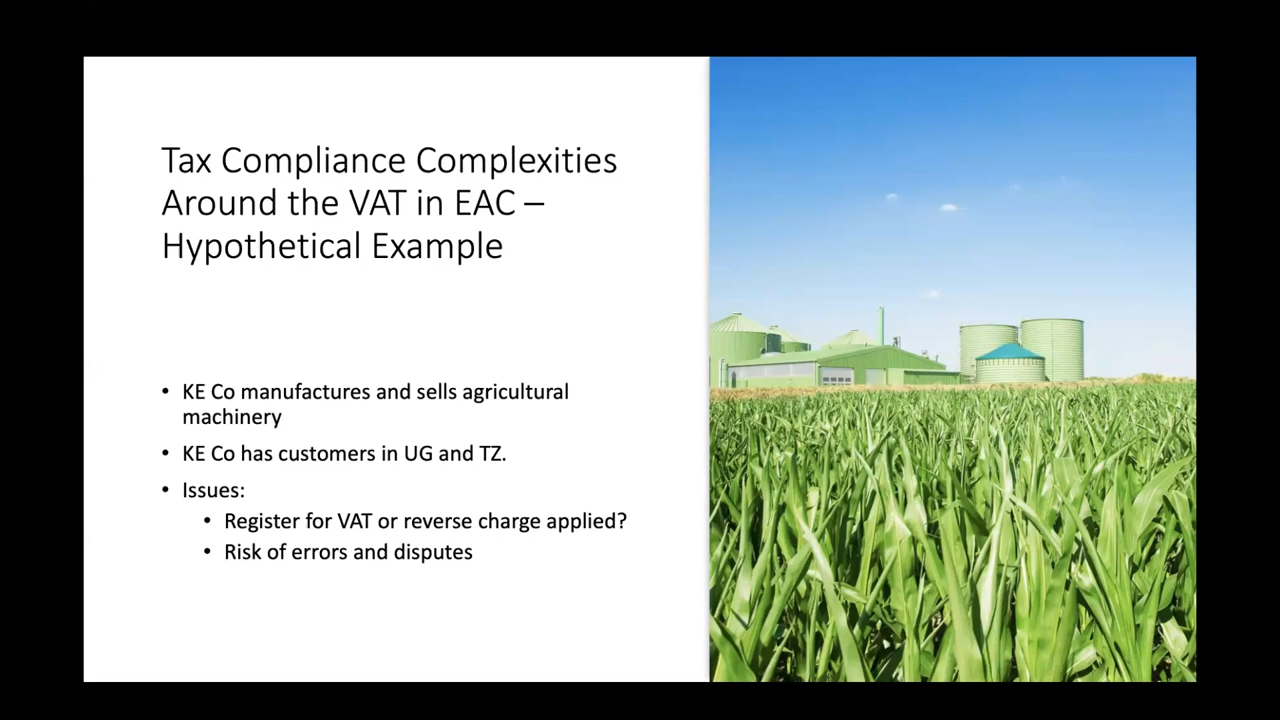 Tax Compliance Complexities
Around the VAT in EAC –
Hypothetical Example
• KE Co manufactures and sells agricultural
machinery
• KE Co has customers in UG and TZ.
• Issues:
• Register for VAT or reverse charge applied?
• Risk of errors and disputes